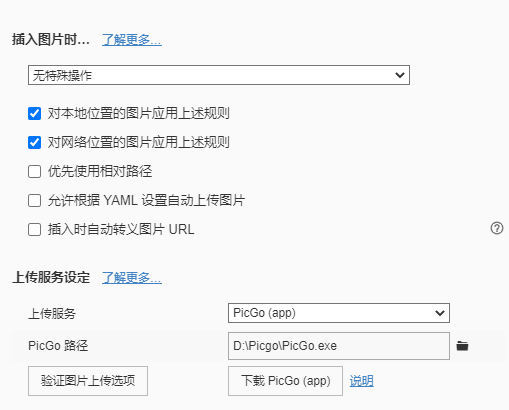 插入图片时... 了解更多...
无特殊操作
对本地位置的图片应用上述规则
对网络位置的图片应用上述规则
优先使用相对路径
允许根据 YAML 设置自动上传图片
插入时自动转义图片 URL
上传服务设定 了解更多...
上传服务 PicGo (app)
PicGo 路径 D:\Picgo\PicGo.exe
验证图片上传选项 下载 PicGo (app) 说明